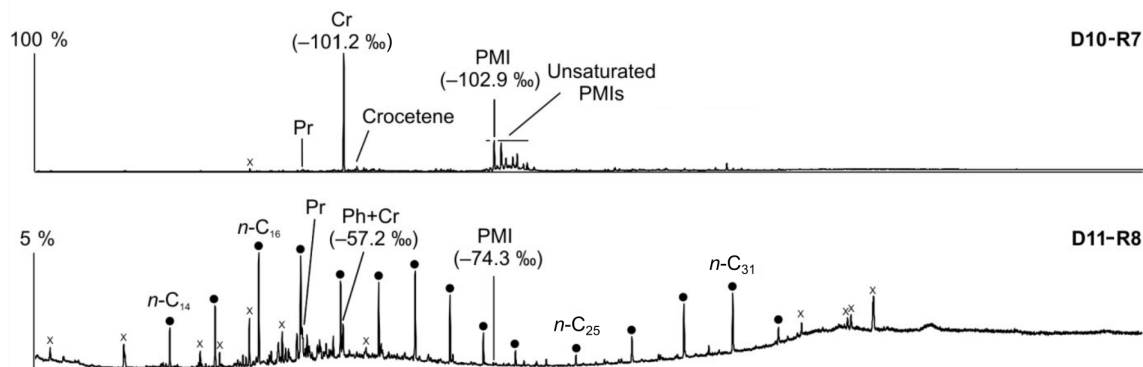 Cr
(–101.2 ‰)
100 %
D10-R7
PMI
(–102.9 ‰)
Unsaturated
PMIs
Pr
Crocetene
x
5 %
D11-R8
n-C16
Pr
Ph+Cr
(–57.2 ‰)
PMI
(–74.3 ‰)
n-C14
n-C25
n-C31
x x x x x x x x x x x